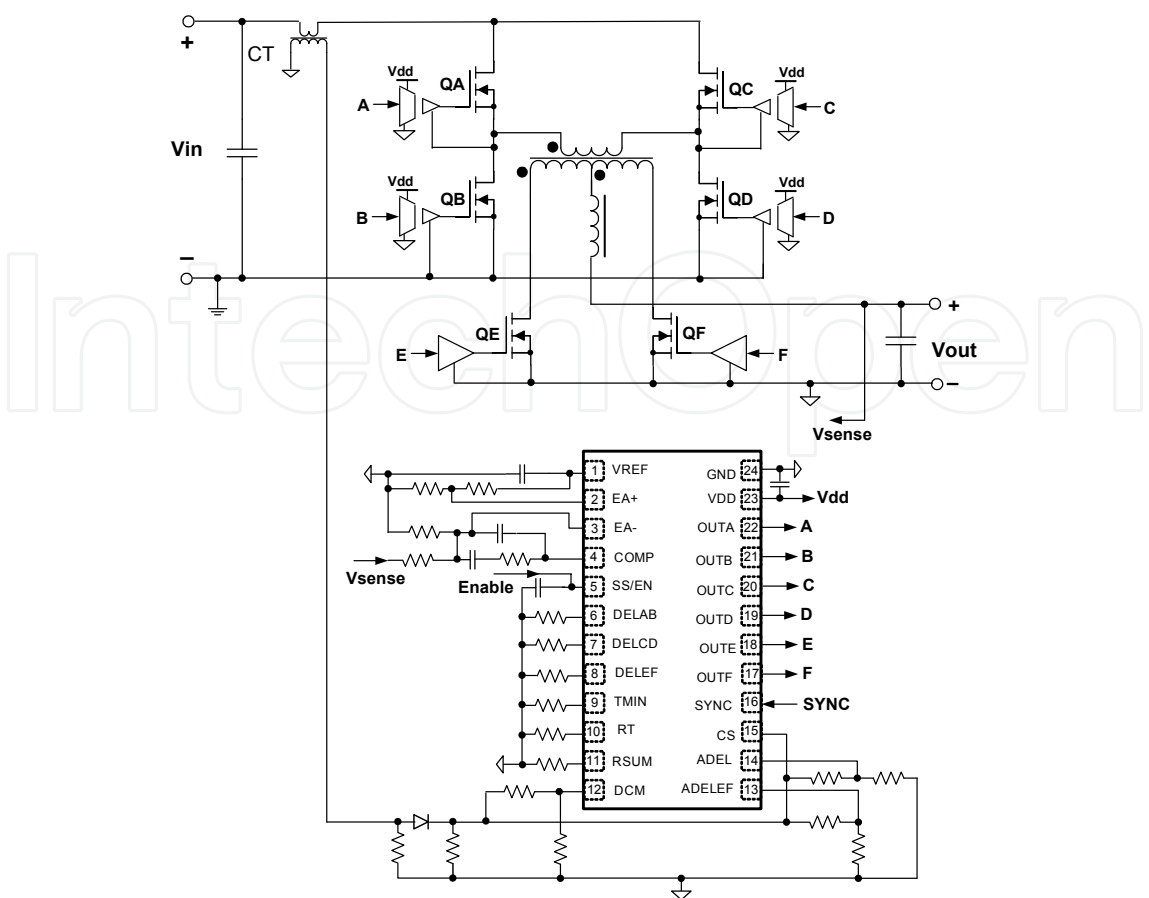 +
CT
Vdd
QA
A
Vdd
QC
C
Vin
Vdd
QB
B
Vdd
QD
D
−
IntechOpen
+
QE
E
QF
F
Vout
−
Vsense
1 VREF
GND 24
2 EA+
VDD 23
Vdd
3 EA-
OUTA 22
A
4 COMP
OUTB 21
B
Vsense
Enable
5 SS/EN
OUTC 20
C
6 DELAB
OUTD 19
D
7 DELCD
OUTE 18
E
8 DELEF
OUTF 17
F
9 TMIN
SYNC 16
SYNC
10 RT
CS 15
11 RSUM
ADEL 14
12 DCM
ADELEF 13